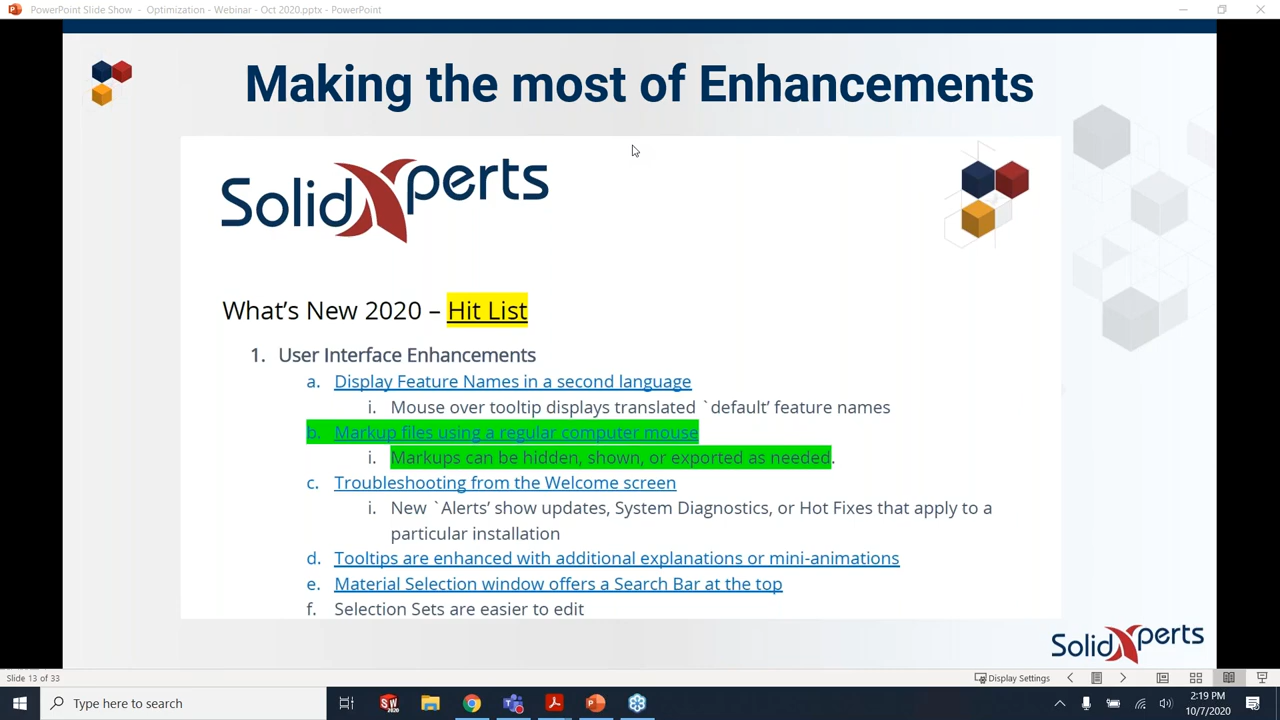 PowerPoint Slide Show - Optimization - Webinar - Oct 2020.pptx - PowerPoint
Making the most of Enhancements
SolidXperts
What's New 2020 – Hit List
1. User Interface Enhancements
a. Display Feature Names in a second language
i. Mouse over tooltip displays translated `default' feature names
b. Markup files using a regular computer mouse
i. Markups can be hidden, shown, or exported as needed.
c. Troubleshooting from the Welcome screen
i. New `Alerts' show updates, System Diagnostics, or Hot Fixes that apply to a
particular installation
d. Tooltips are enhanced with additional explanations or mini-animations
e. Material Selection window offers a Search Bar at the top
f. Selection Sets are easier to edit
SolidXperts
Slide 13 of 33
Display Settings
Type here to search
SW
2020
2:19 PM
10/7/2020